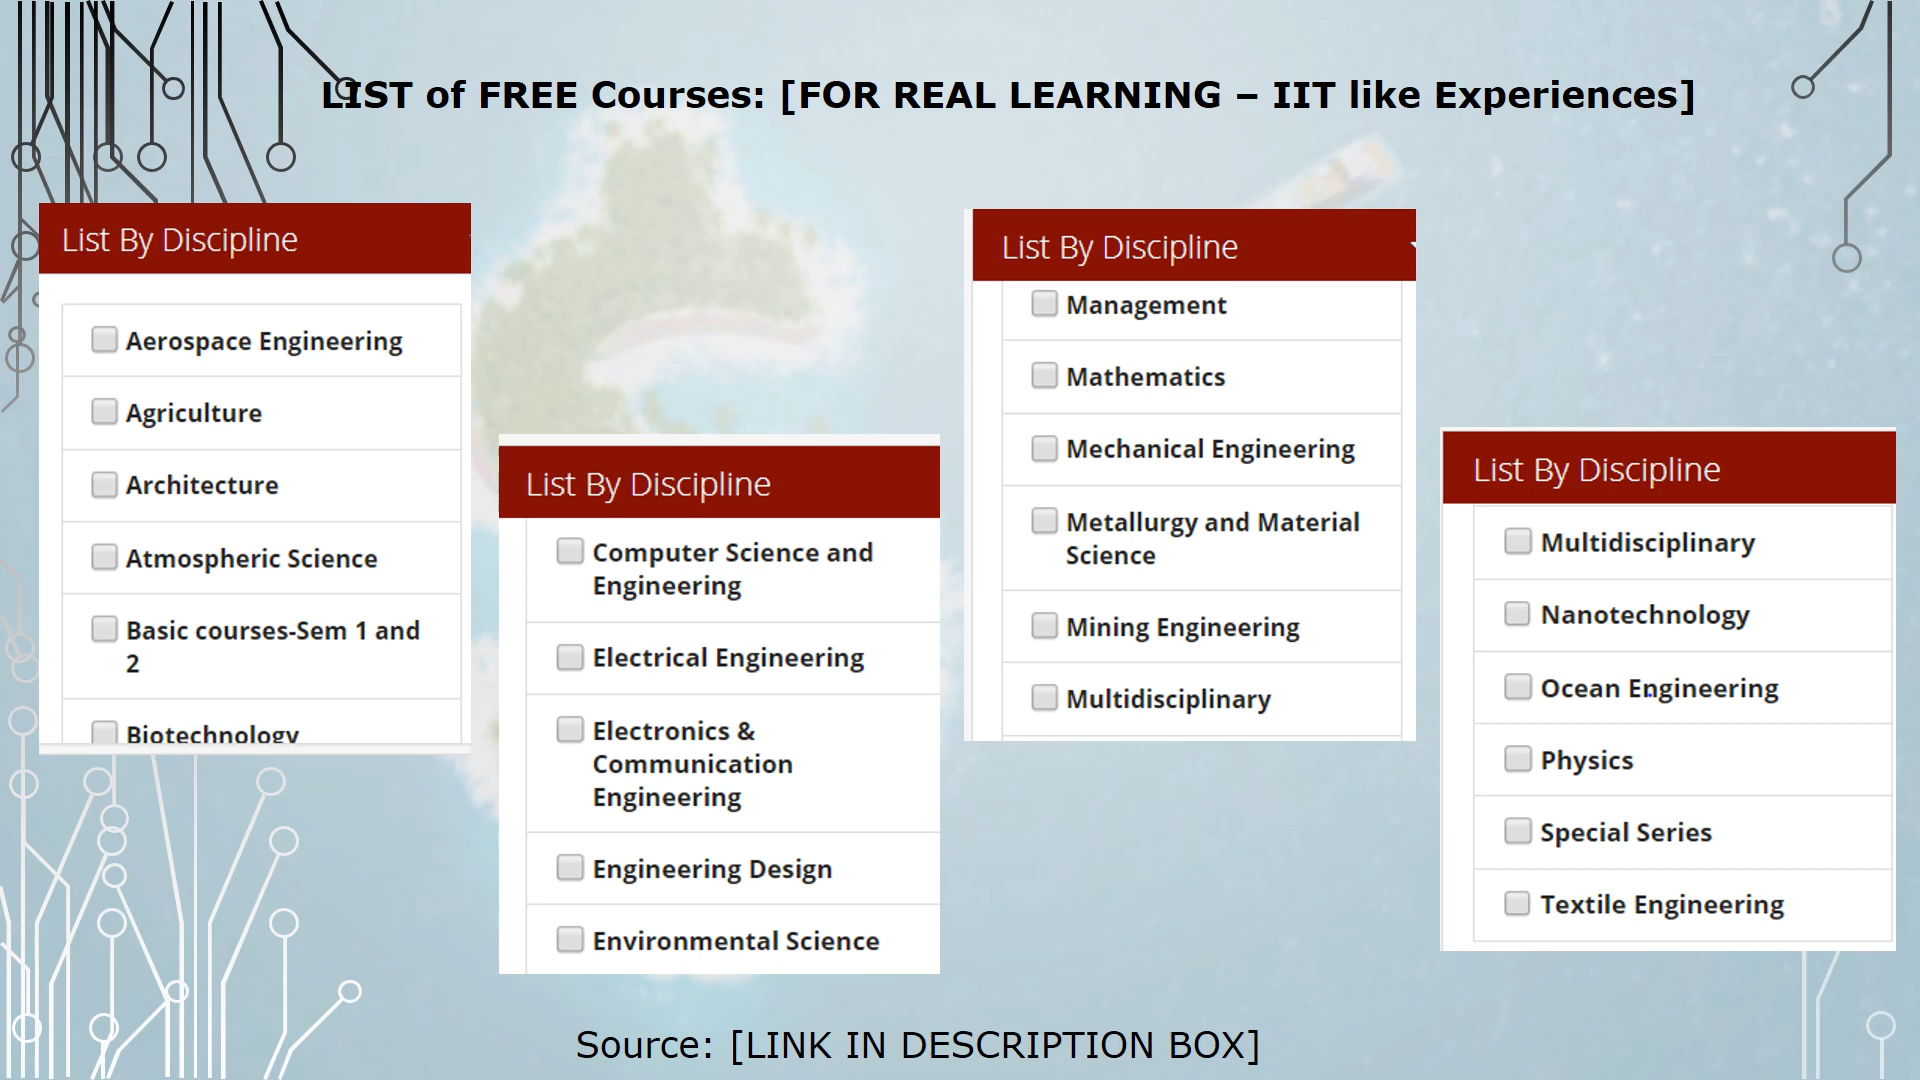 LIST of FREE Courses: [FOR REAL LEARNING – IIT like Experiences]
List By Discipline
Aerospace Engineering
Agriculture
Architecture
Atmospheric Science
Basic courses-Sem 1 and
2
Biotechnology
List By Discipline
Computer Science and
Engineering
Electrical Engineering
Electronics &
Communication
Engineering
Engineering Design
Environmental Science
List By Discipline
Management
Mathematics
Mechanical Engineering
Metallurgy and Material
Science
Mining Engineering
Multidisciplinary
List By Discipline
Multidisciplinary
Nanotechnology
Ocean Engineering
Physics
Special Series
Textile Engineering
Source: [LINK IN DESCRIPTION BOX]